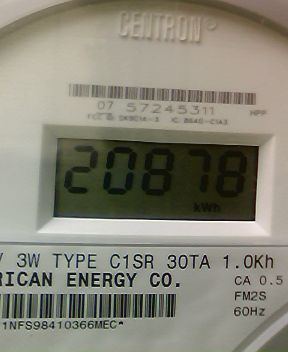 CENTRON®
07 57245311 HPP
20878
kWh
3W TYPE C1SR 30TA 1.0Kh
RICAN ENERGY CO. CA 0.5
FM2S
1NFS98410366MEC* 60Hz